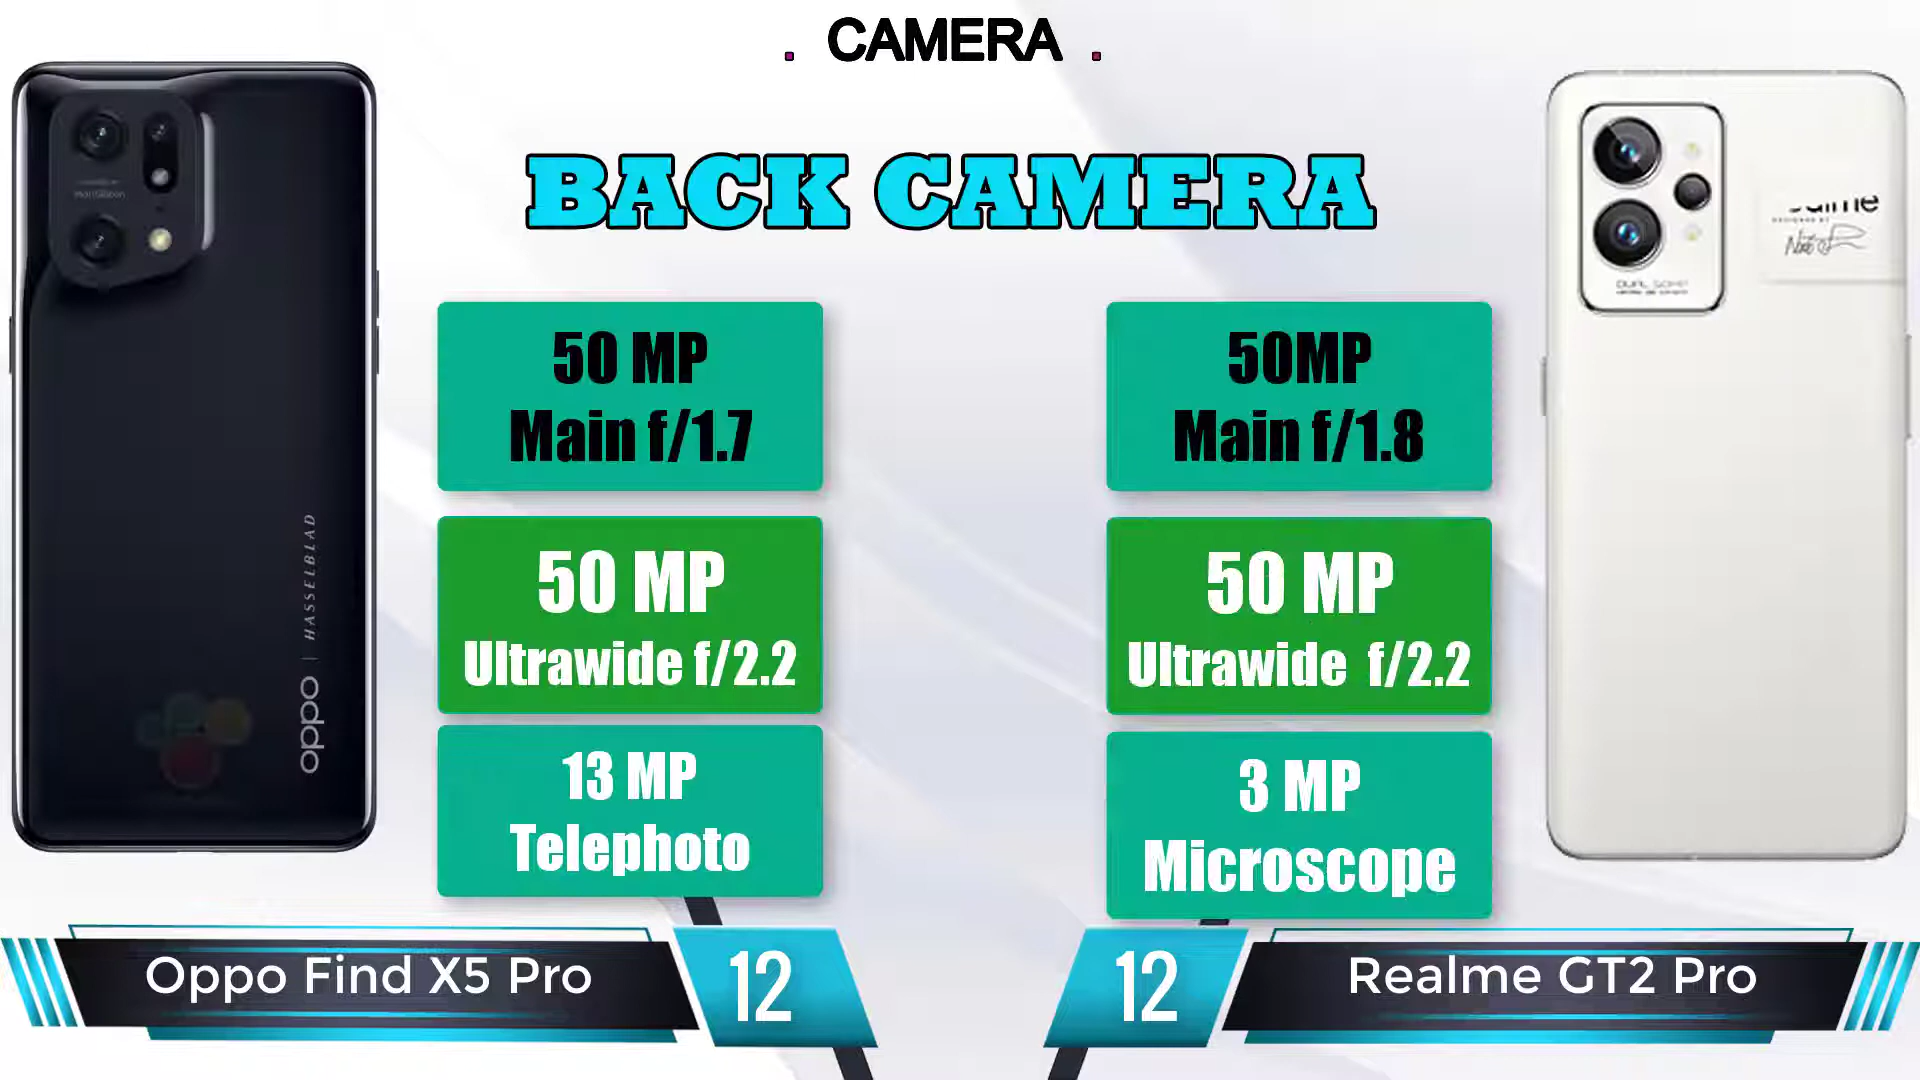 . CAMERA .
BACK CAMERA
50 MP
Main f/1.7
50 MP
Ultrawide f/2.2
13 MP
Telephoto
50MP
Main f/1.8
50 MP
Ultrawide f/2.2
3 MP
Microscope
oppo | HASSELBLAD
Oppo Find X5 Pro
12
12
Realme GT2 Pro